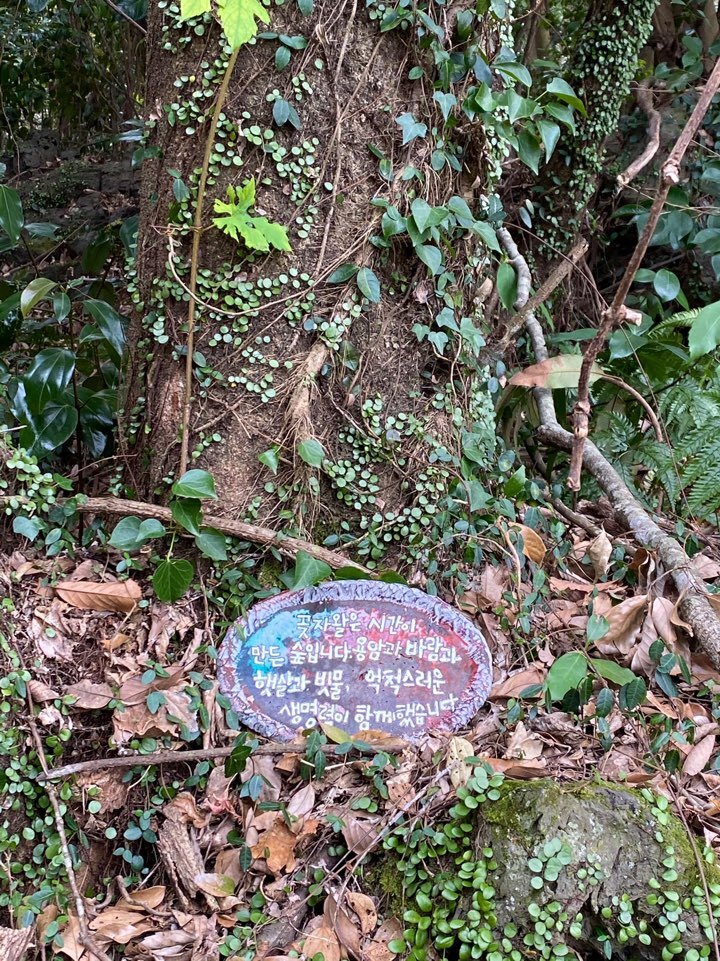 곶자왈은 시간이
만든 숲입니다. 용암과 바람과
햇살과 빗물, 억척스러운
생명력이 함께했습니다.